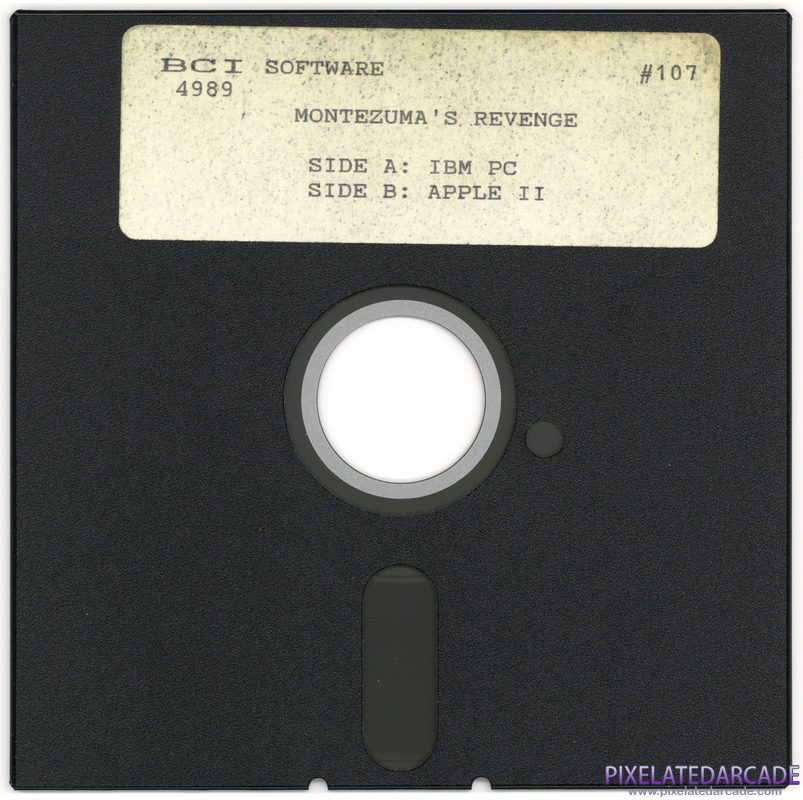 BCI SOFTWARE #107
4989
MONTEZUMA'S REVENGE
SIDE A: IBM PC
SIDE B: APPLE II
PIXELATEDARCADE
www.pixelatedarcade.com